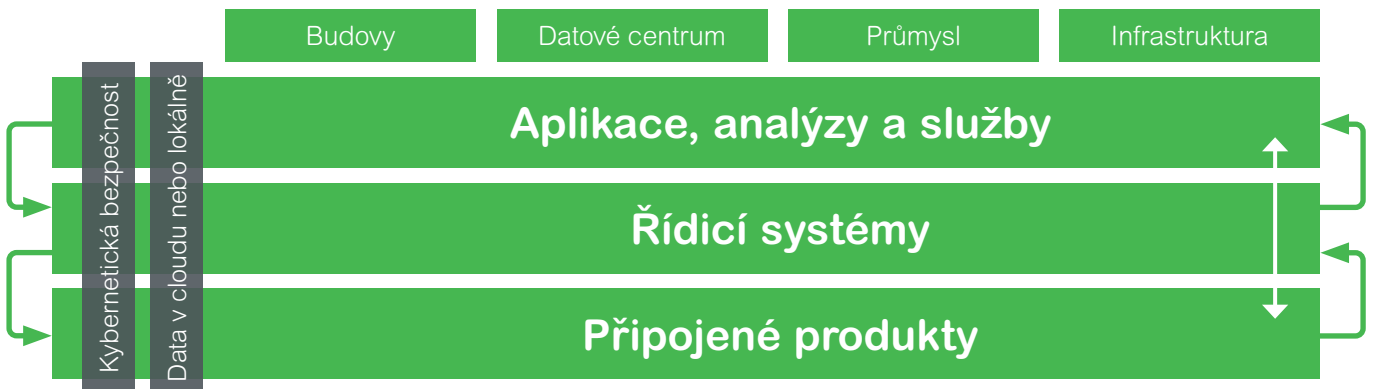 Budovy
Datové centrum
Průmysl
Infrastruktura
Kybernetická bezpečnost
Data v cloudu nebo lokálně
Aplikace, analýzy a služby
Řídicí systémy
Připojené produkty